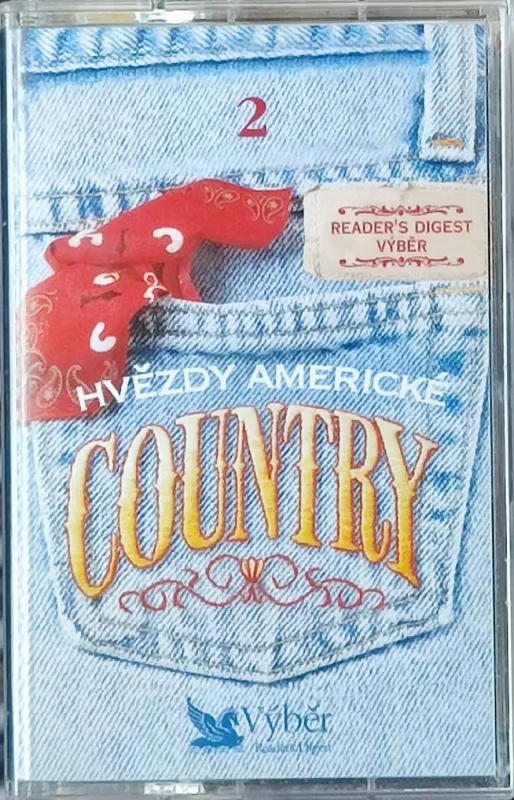 2
READER'S DIGEST
VÝBĚR
HVĚZDY AMERICKÉ
COUNTRY
Výběr
Reader's Digest